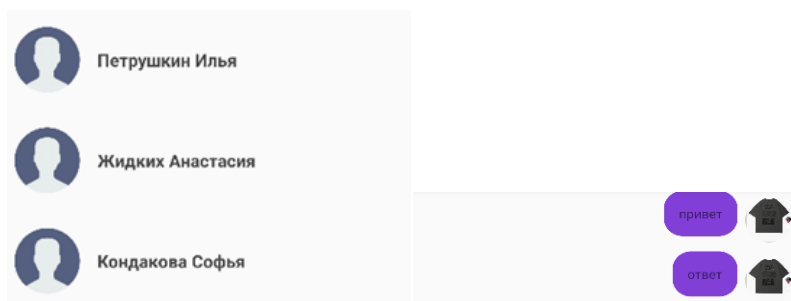 Петрушкин Илья
Жидких Анастасия
Кондакова Софья
привет
ответ